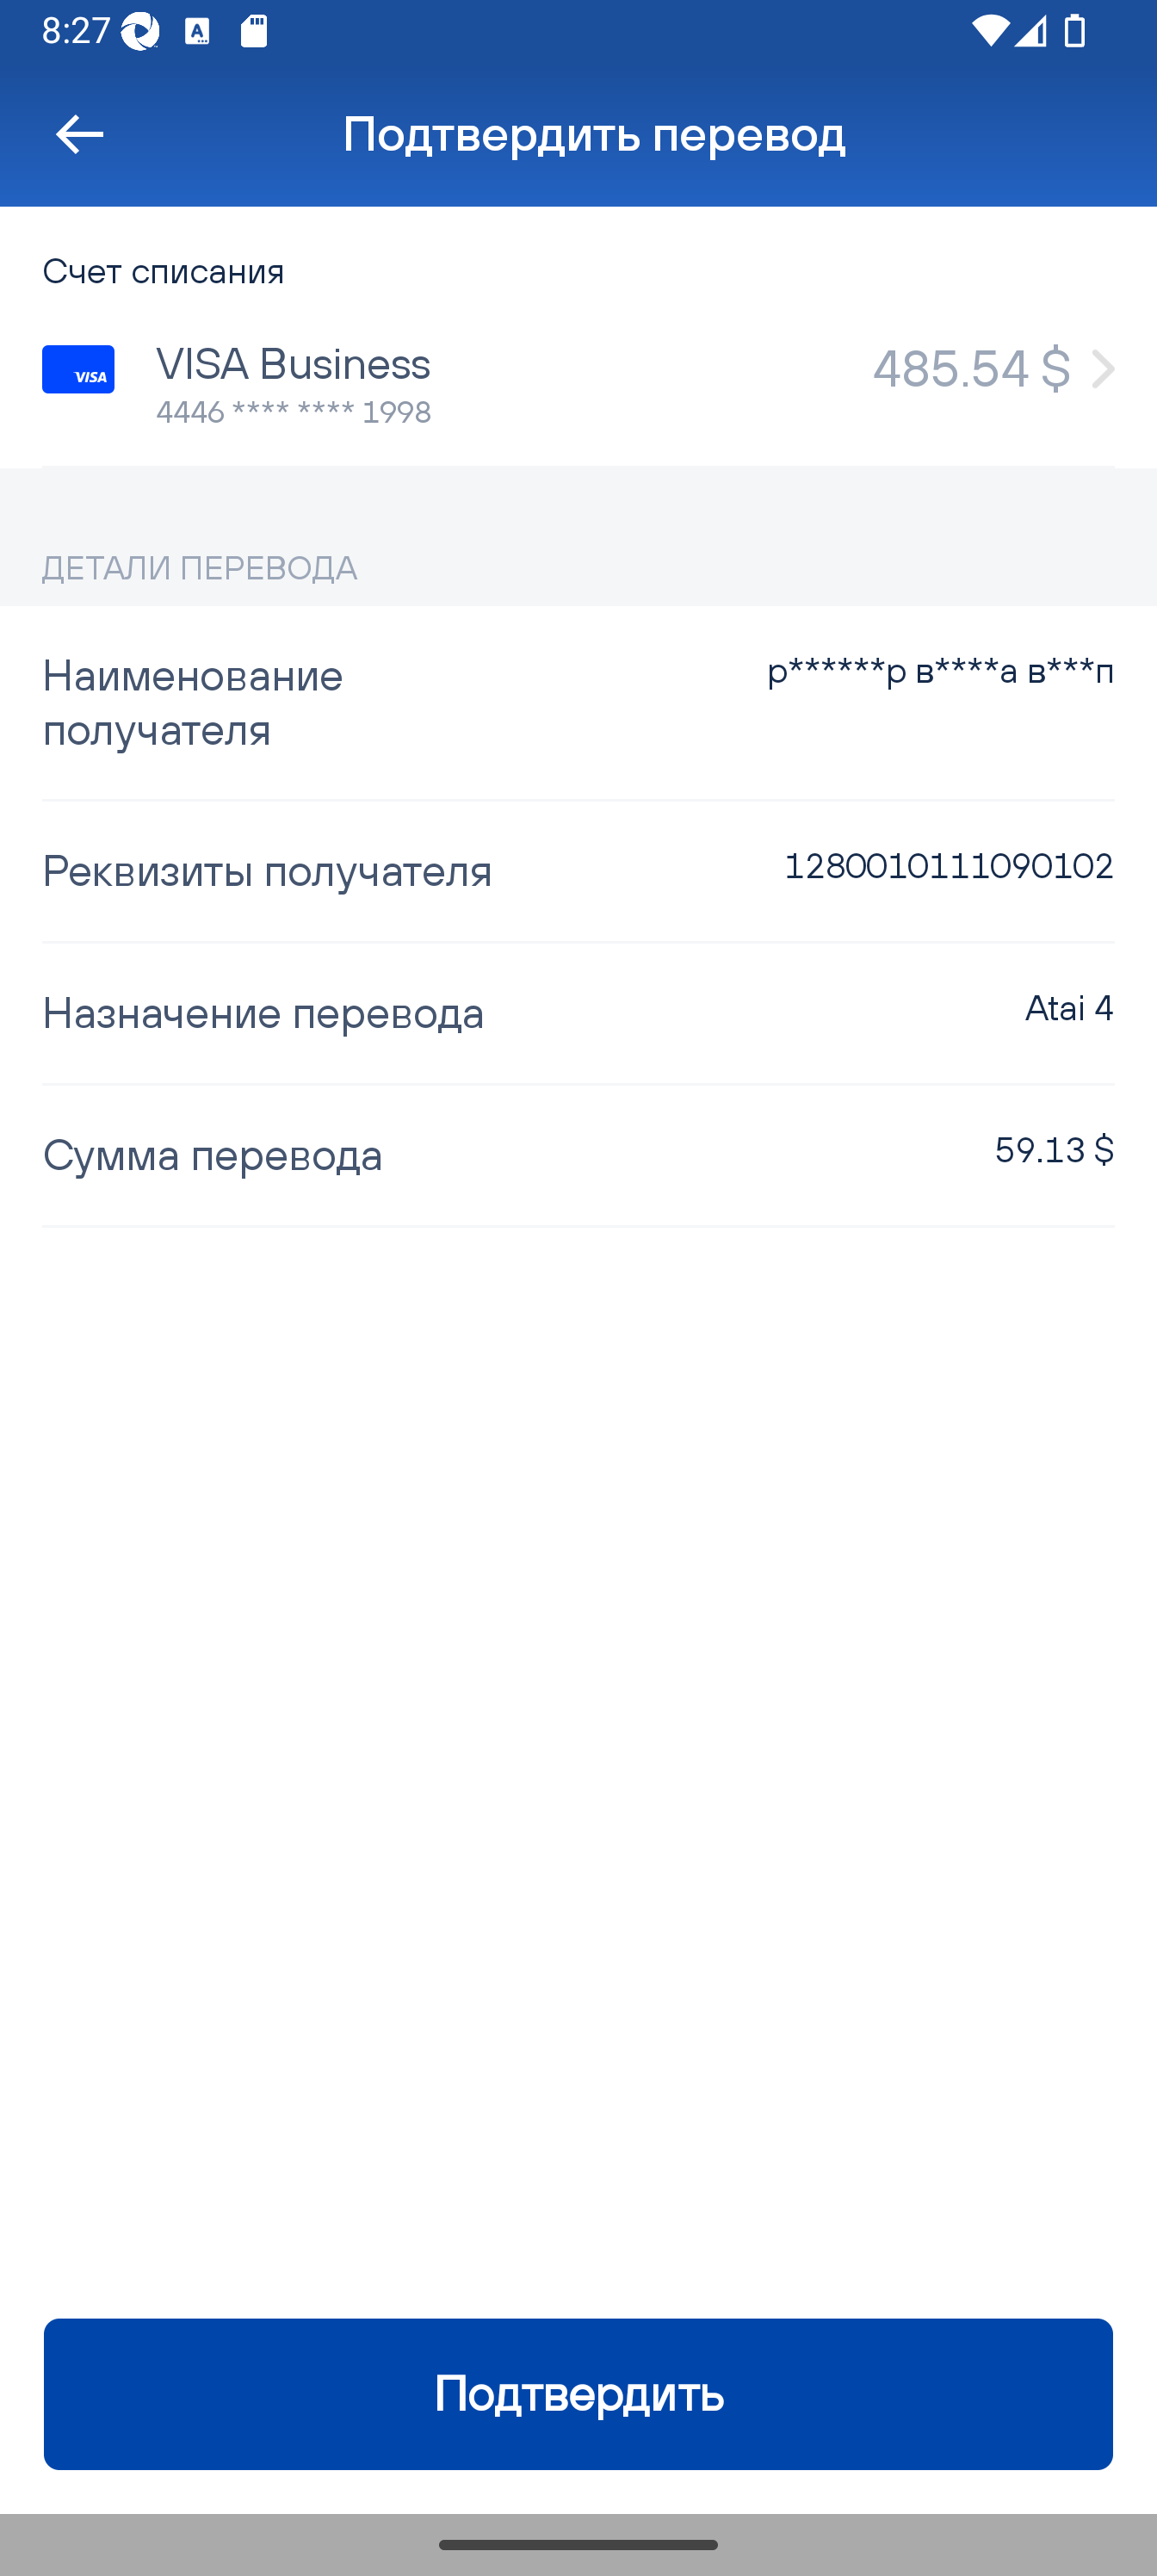 8:27
Подтвердить перевод
Счет списания
VISA
VISA Business
485.54 $
4446 **** **** 1998
ДЕТАЛИ ПЕРЕВОДА
Наименование получателя
р******р в****а в***п
Реквизиты получателя
1280010111090102
Назначение перевода
Atai 4
Сумма перевода
59.13 $
Подтвердить